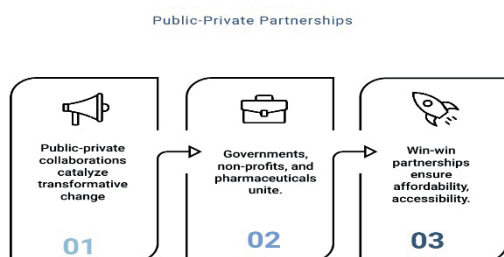 Public-Private Partnerships
Public-private
collaborations
catalyze
transformative
change
01
Governments,
non-profits, and
pharmaceuticals
unite.
02
Win-win
partnerships
ensure
affordability,
accessibility.
03